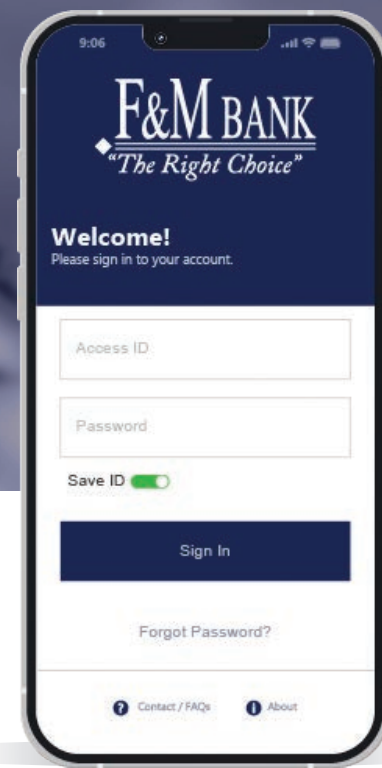 9:06
F&M BANK
"The Right Choice"
Welcome!
Please sign in to your account.
Access ID
Password
Save ID
Sign In
Forgot Password?
Contact / FAQs
About